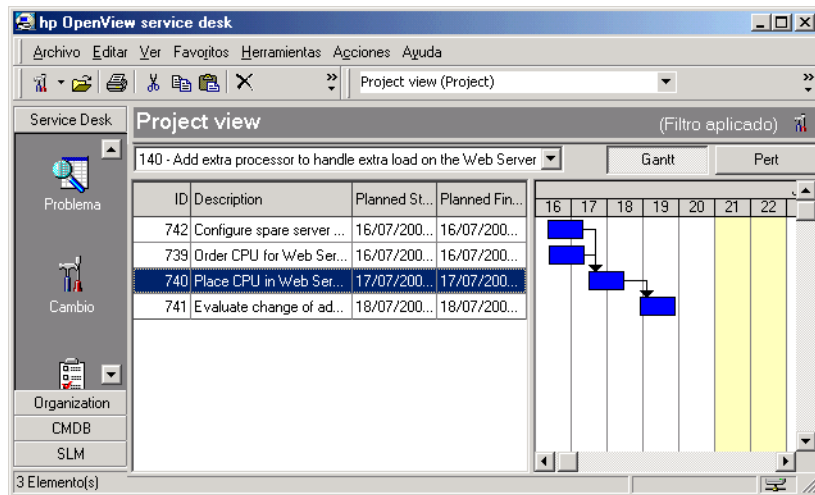 hp OpenView service desk
Archivo Editar Ver Favoritos Herramientas Acciones Ayuda
Project view (Project)
Service Desk
Project view
(Filtro aplicado)
140 - Add extra processor to handle extra load on the Web Server
Gantt
Pert
Problema
ID Description Planned St... Planned Fin...
16 17 18 19 20 21 22
742 Configure spare server ... 16/07/200... 16/07/200...
739 Order CPU for Web Ser... 16/07/200... 16/07/200...
740 Place CPU in Web Ser... 17/07/200... 17/07/200...
741 Evaluate change of ad... 18/07/200... 18/07/200...
Cambio
Organization
CMDB
SLM
3 Elemento(s)